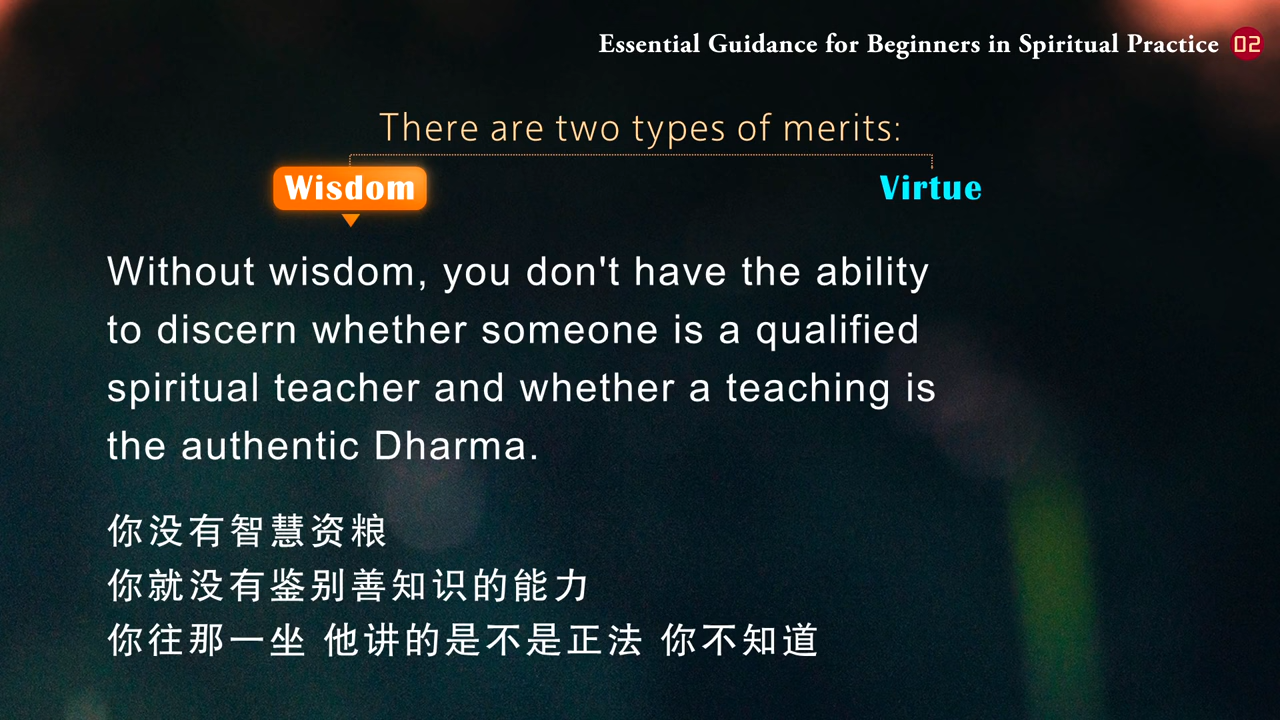 Essential Guidance for Beginners in Spiritual Practice 02
There are two types of merits:
Wisdom
Virtue
Without wisdom, you don't have the ability
to discern whether someone is a qualified
spiritual teacher and whether a teaching is
the authentic Dharma.
你没有智慧资粮
你就没有鉴别善知识的能力
你往那一坐 他讲的是不是正法 你不知道